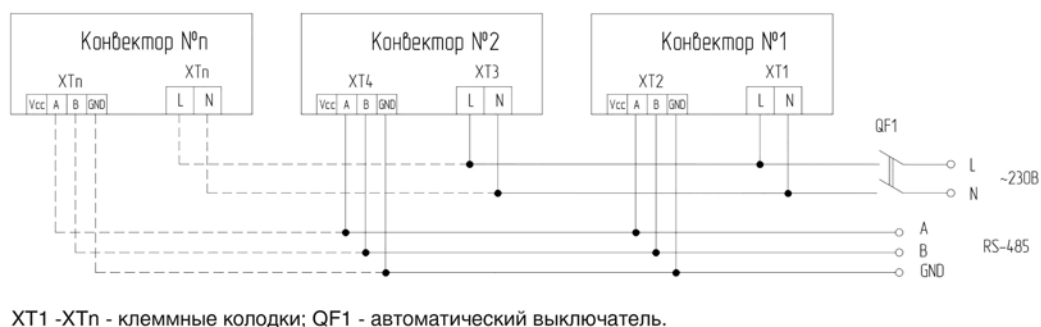 Конвектор №n Конвектор №2 Конвектор №1
XTn XTn XT4 XT3 XT2 XT1
Vcc A B GND L N Vcc A B GND L N Vcc A B GND L N
QF1
L
~230В
N
A
B RS-485
GND
XT1 -XTn - клеммные колодки; QF1 - автоматический выключатель.